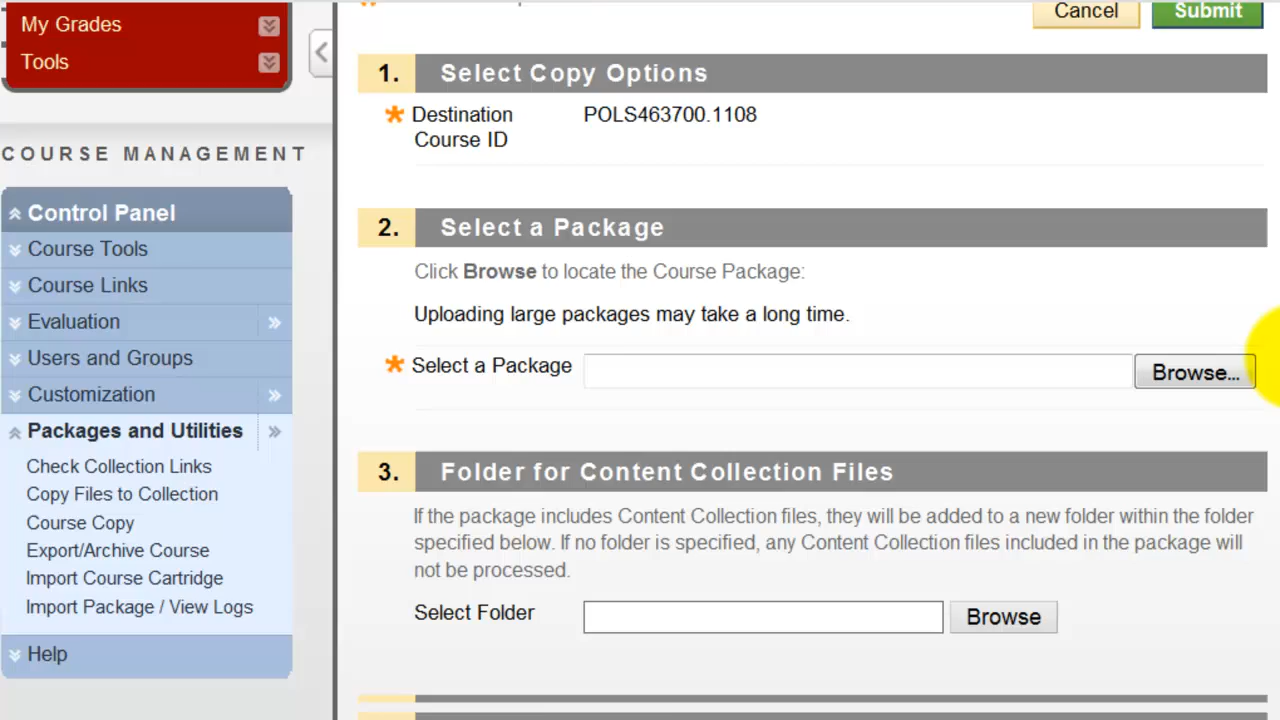 My Grades
Tools
COURSE MANAGEMENT
Control Panel
Course Tools
Course Links
Evaluation
Users and Groups
Customization
Packages and Utilities
Check Collection Links
Copy Files to Collection
Course Copy
Export/Archive Course
Import Course Cartridge
Import Package / View Logs
Help
Cancel Submit
1. Select Copy Options
Destination Course ID POLS463700.1108
2. Select a Package
Click Browse to locate the Course Package:
Uploading large packages may take a long time.
Select a Package Browse...
3. Folder for Content Collection Files
If the package includes Content Collection files, they will be added to a new folder within the folder
specified below. If no folder is specified, any Content Collection files included in the package will
not be processed.
Select Folder Browse